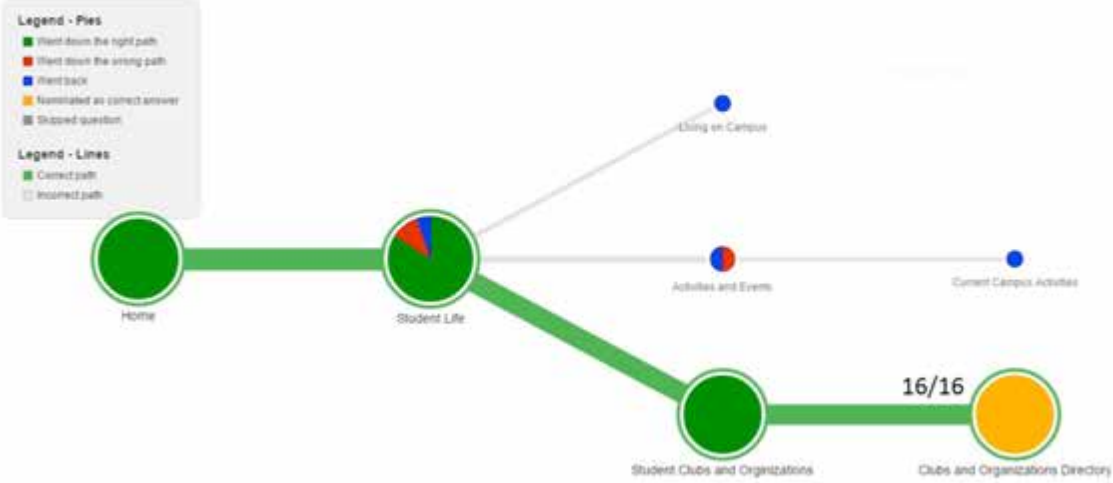 Legend - Pies
Went down the right path
Went down the wrong path
Went back
Nominated as correct answer
Skipped question
Legend - Lines
Correct path
Incorrect path
Living on Campus
Home
Student Life
Activities and Events
Current Campus Activities
16/16
Student Clubs and Orginizations
Clubs and Organizations Directory